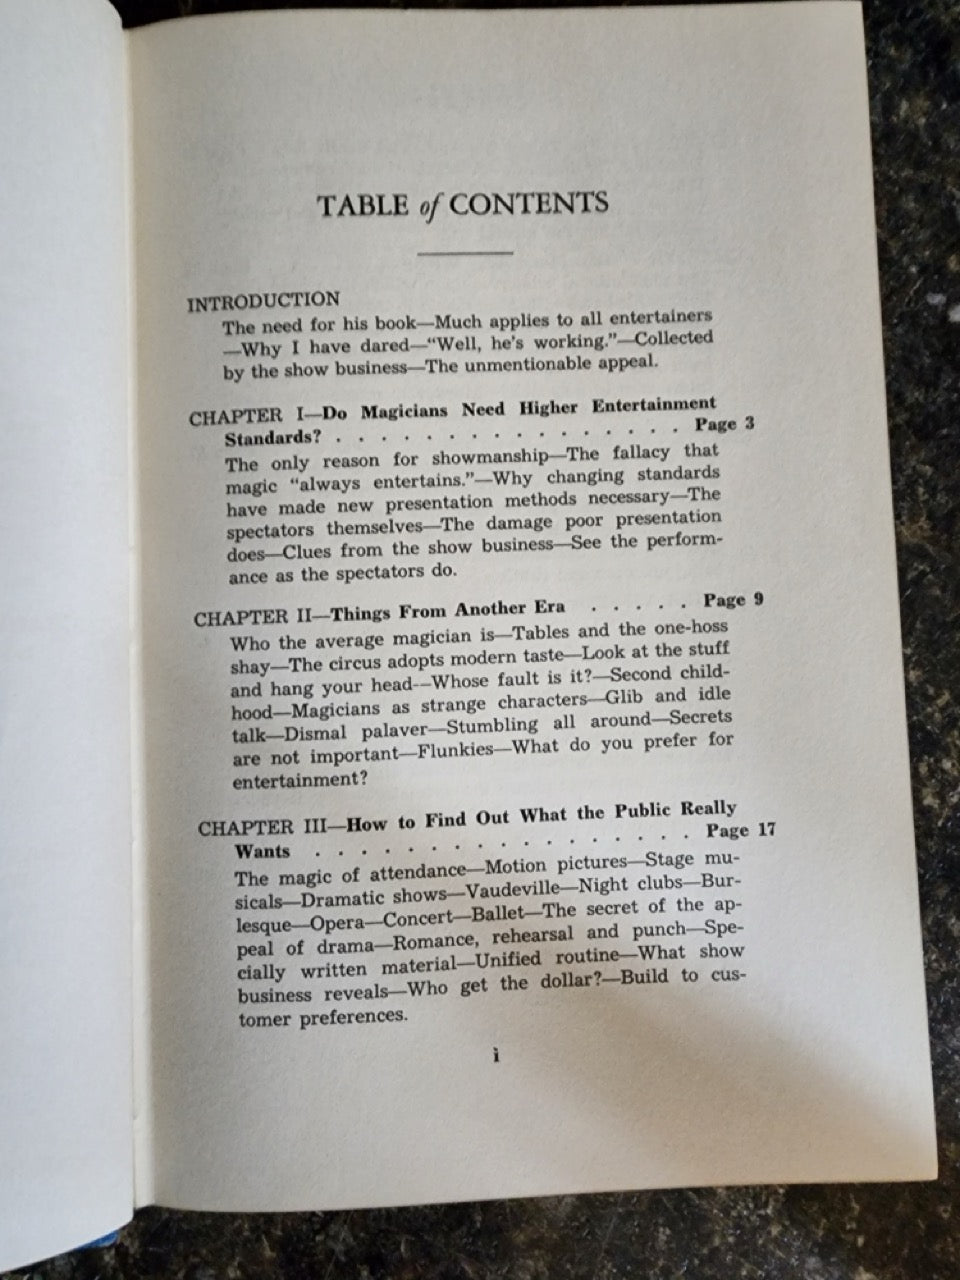 TABLE of CONTENTS
INTRODUCTION
The need for his book—Much applies to all entertainers
—Why I have dared—“Well, he's working.”—Collected
by the show business—The unmentionable appeal.
CHAPTER I—Do Magicians Need Higher Entertainment
Standards? . . . . . . . . . . . . . . . . Page 3
The only reason for showmanship—The fallacy that
magic “always entertains.”—Why changing standards
have made new presentation methods necessary—The
spectators themselves—The damage poor presentation
does—Clues from the show business—See the perform-
ance as the spectators do.
CHAPTER II—Things From Another Era . . . . . Page 9
Who the average magician is—Tables and the one-hoss
shay—The circus adopts modern taste—Look at the stuff
and hang your head—Whose fault is it?—Second child-
hood—Magicians as strange characters—Glib and idle
talk—Dismal palaver—Stumbling all around—Secrets
are not important—Flunkies—What do you prefer for
entertainment?
CHAPTER III—How to Find Out What the Public Really
Wants . . . . . . . . . . . . . . . . . Page 17
The magic of attendance—Motion pictures—Stage mu-
sicals—Dramatic shows—Vaudeville—Night clubs—Bur-
lesque—Opera—Concert—Ballet—The secret of the ap-
peal of drama—Romance, rehearsal and punch—Spe-
cially written material—Unified routine—What show
business reveals—Who get the dollar?—Build to cus-
tomer preferences.
i